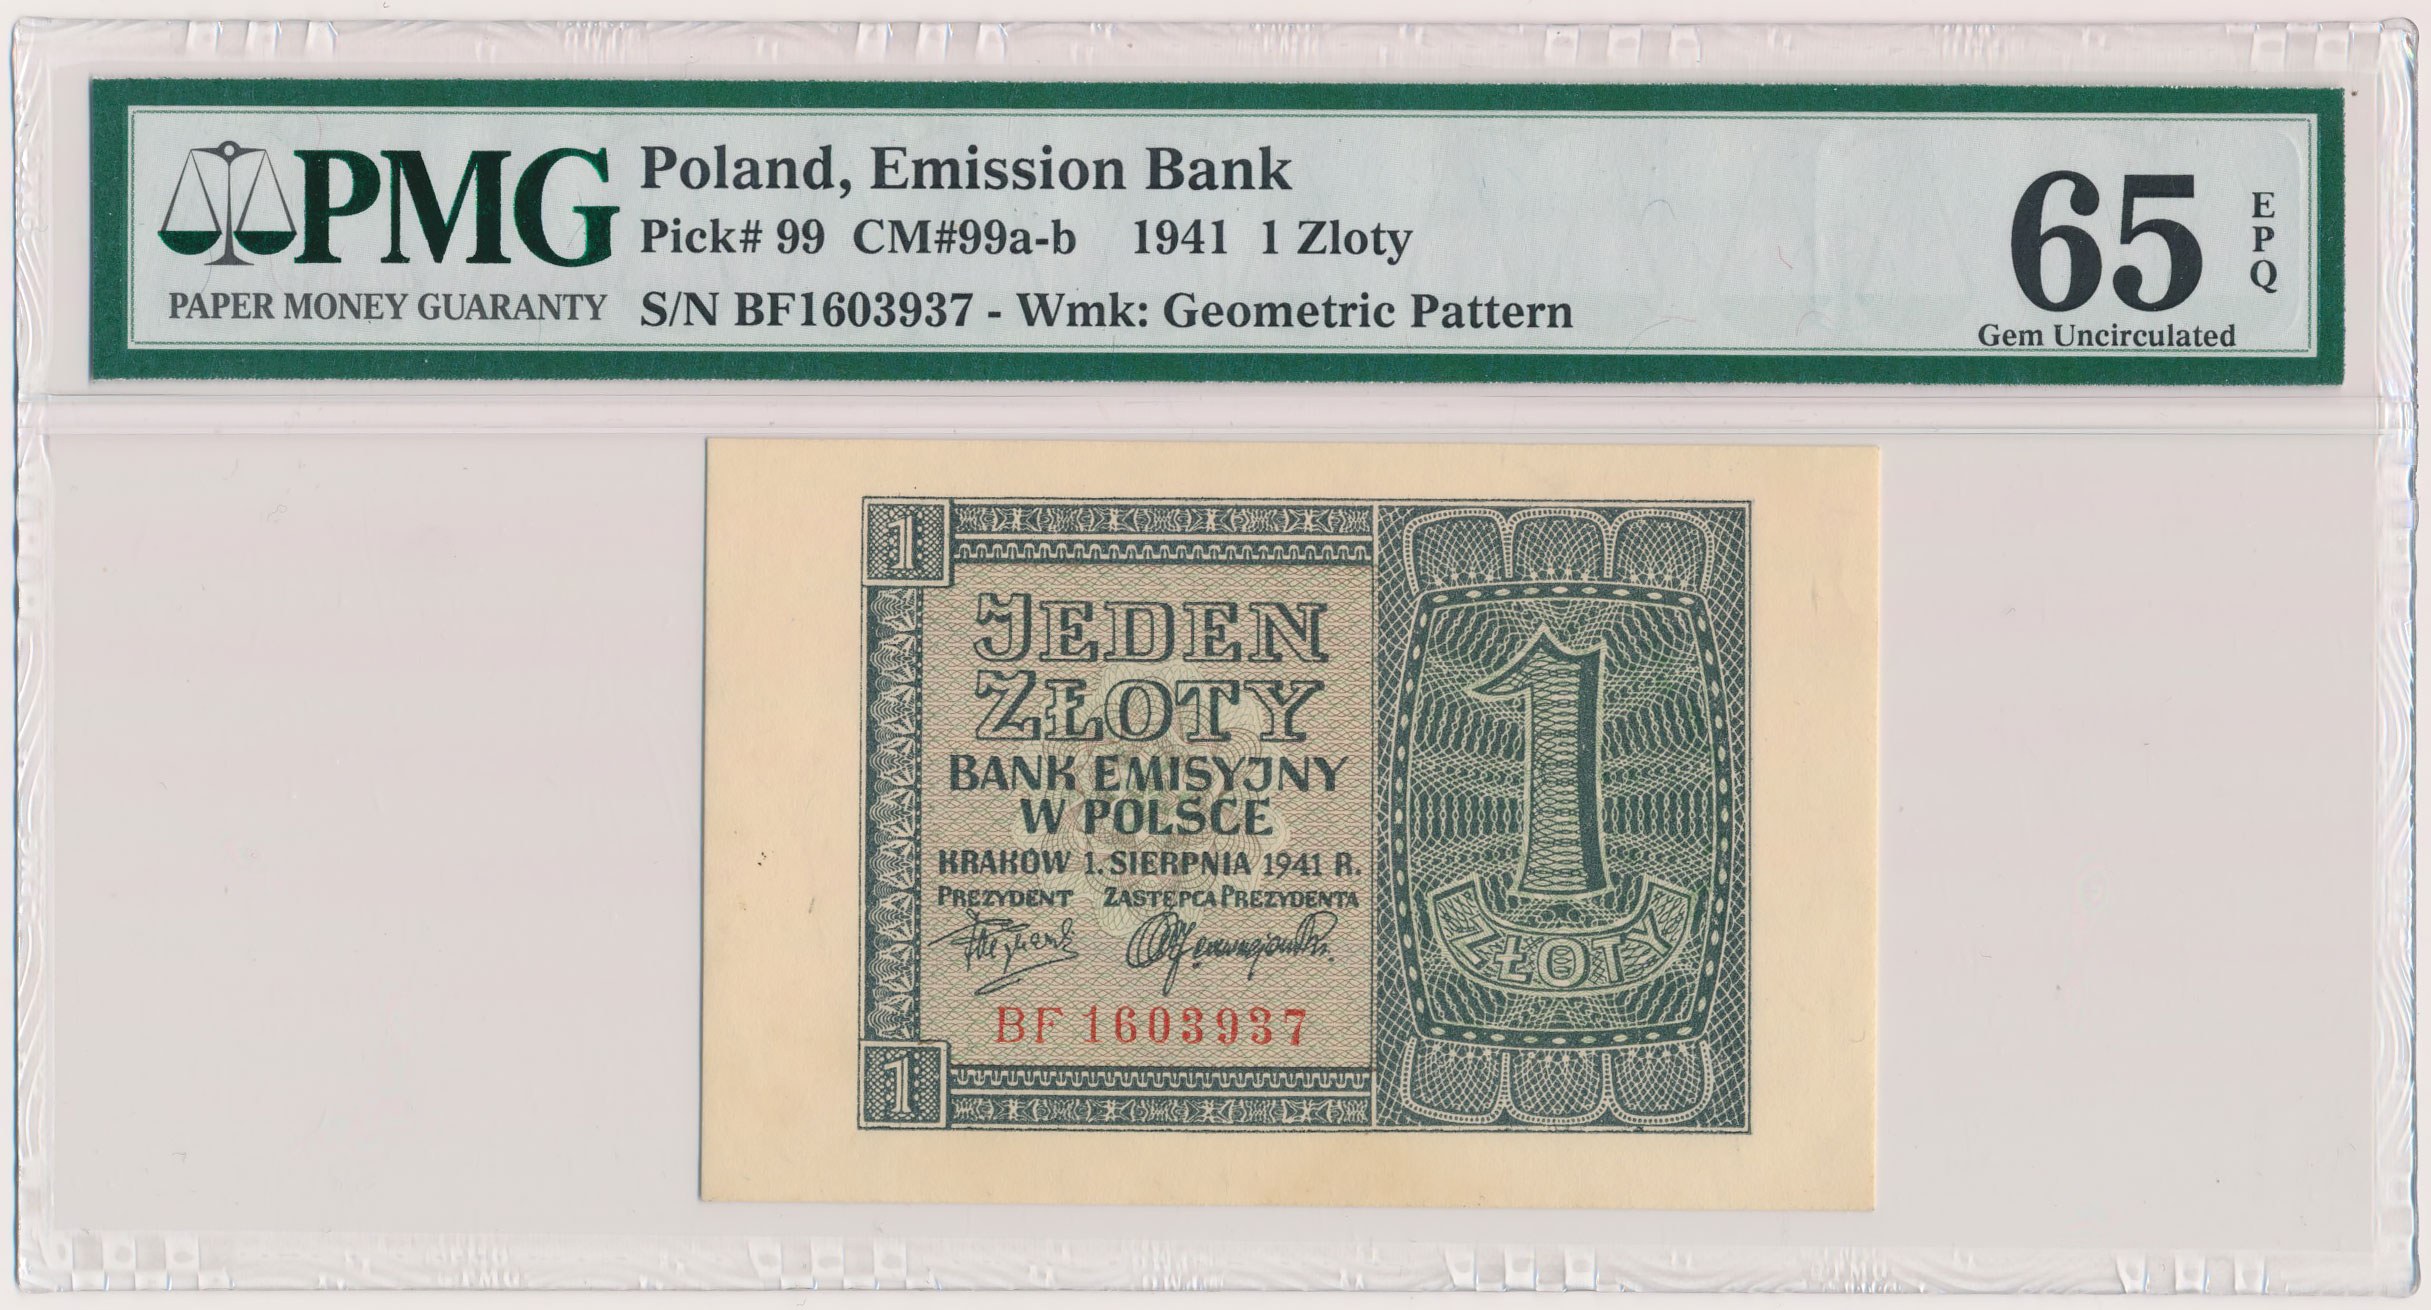 PMG
PAPER MONEY GUARANTY
Poland, Emission Bank
Pick# 99 CM#99a-b 1941 1 Zloty
S/N BF1603937 - Wmk: Geometric Pattern
65
EPQ
Gem Uncirculated
1
JEDEN
ZŁOTY
BANK EMISYJNY
W POLSCE
KRAKÓW 1. SIERPNIA 1941 R.
PREZYDENT ZASTĘPCA PREZYDENTA
BF 1603937
1
1
ZŁOTY